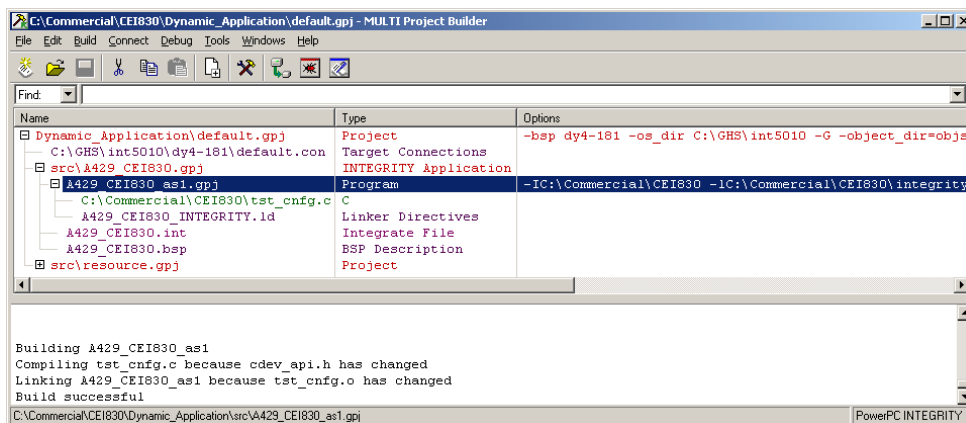 C:\Commercial\CEI830\Dynamic_Application\default.gpj - MULTI Project Builder
File Edit Build Connect Debug Tools Windows Help
Find:
Name Type Options
Dynamic_Application\default.gpj Project -bsp dy4-181 -os_dir C:\GHS\int5010 -G -object_dir=objs
C:\GHS\int5010\dy4-181\default.con Target Connections
src\A429_CEI830.gpj INTEGRITY Application
A429_CEI830_as1.gpj Program -IC:\Commercial\CEI830 -lC:\Commercial\CEI830\integrity
C:\Commercial\CEI830\tst_cnfg.c C
A429_CEI830_INTEGRITY.ld Linker Directives
A429_CEI830.int Integrate File
A429_CEI830.bsp BSP Description
src\resource.gpj Project
Building A429_CEI830_as1
Compiling tst_cnfg.c because cdev_api.h has changed
Linking A429_CEI830_as1 because tst_cnfg.o has changed
Build successful
C:\Commercial\CEI830\Dynamic_Application\src\A429_CEI830_as1.gpj PowerPC INTEGRITY